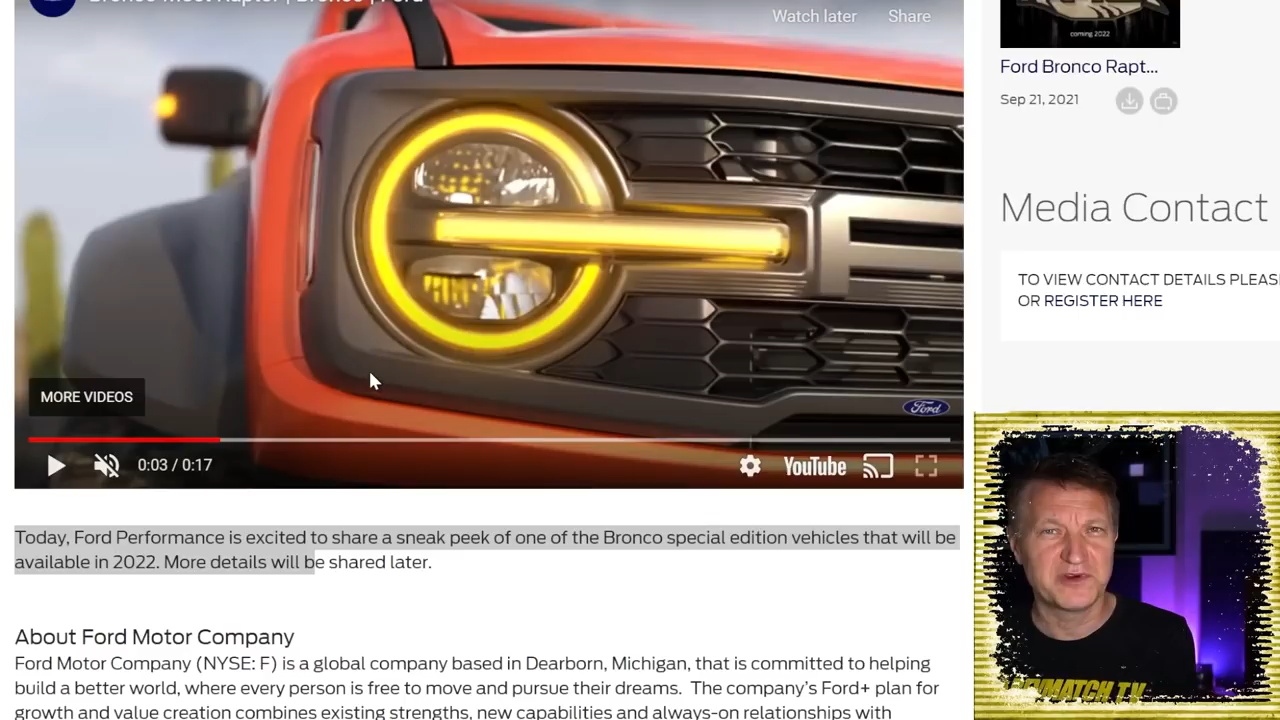 Watch later
Share
MORE VIDEOS
0:03 / 0:17
YouTube
Ford
Today, Ford Performance is excited to share a sneak peek of one of the Bronco special edition vehicles that will be
available in 2022. More details will be shared later.
About Ford Motor Company
Ford Motor Company (NYSE: F) is a global company based in Dearborn, Michigan, that is committed to helping
build a better world, where every person is free to move and pursue their dreams. The company's Ford+ plan for
growth and value creation combines existing strengths, new capabilities and always-on relationships with
coming 2022
Ford Bronco Rapt...
Sep 21, 2021
Media Contact
TO VIEW CONTACT DETAILS PLEAS
OR REGISTER HERE